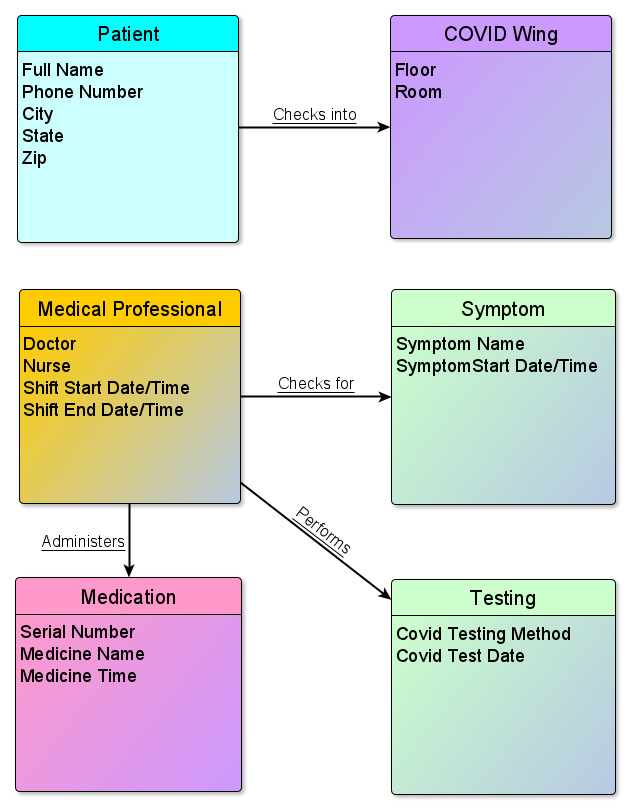 Patient
Full Name
Phone Number
City
State
Zip
Checks into
COVID Wing
Floor
Room
Medical Professional
Doctor
Nurse
Shift Start Date/Time
Shift End Date/Time
Checks for
Symptom
Symptom Name
SymptomStart Date/Time
Administers
Performs
Medication
Serial Number
Medicine Name
Medicine Time
Testing
Covid Testing Method
Covid Test Date